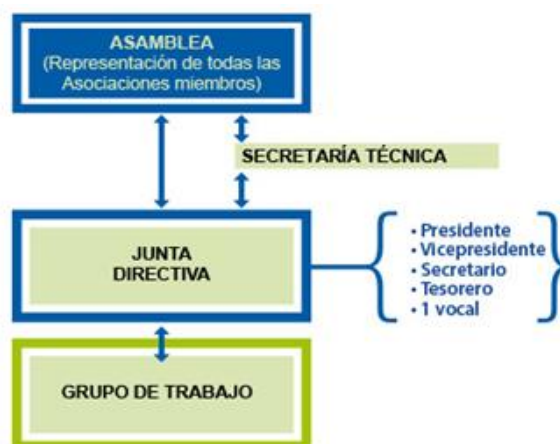 ASAMBLEA
(Representación de todas las
Asociaciones miembros)
SECRETARÍA TÉCNICA
JUNTA
DIRECTIVA
• Presidente
• Vicepresidente
• Secretario
• Tesorero
• 1 vocal
GRUPO DE TRABAJO